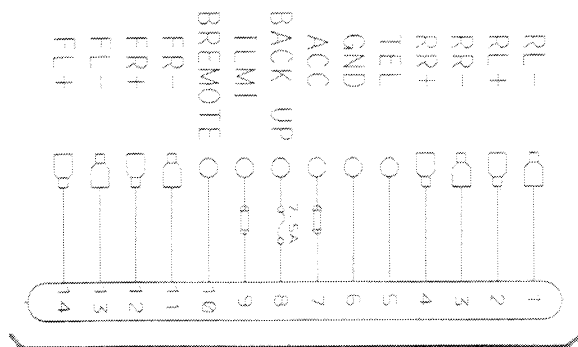 RL- 1
RL+ 2
RR- 3
RR+ 4
TEL 5
GND 6
ACC 7
7.5A
BACK UP 8
ILMI 9
BREMOTE 10
FR- 11
FR+ 12
FL- 13
FL+ 14